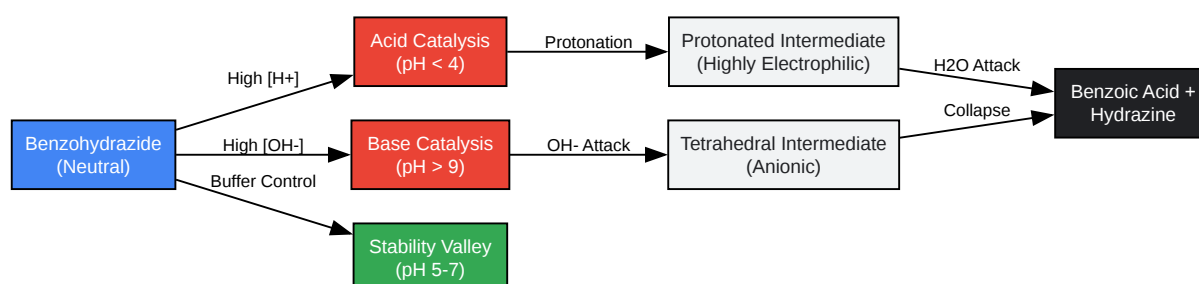 Benzohydrazide
(Neutral)
High [H+]
High [OH-]
Buffer Control
Acid Catalysis
(pH < 4)
Base Catalysis
(pH > 9)
Stability Valley
(pH 5-7)
Protonation
OH- Attack
Protonated Intermediate
(Highly Electrophilic)
Tetrahedral Intermediate
(Anionic)
H2O Attack
Collapse
Benzoic Acid +
Hydrazine